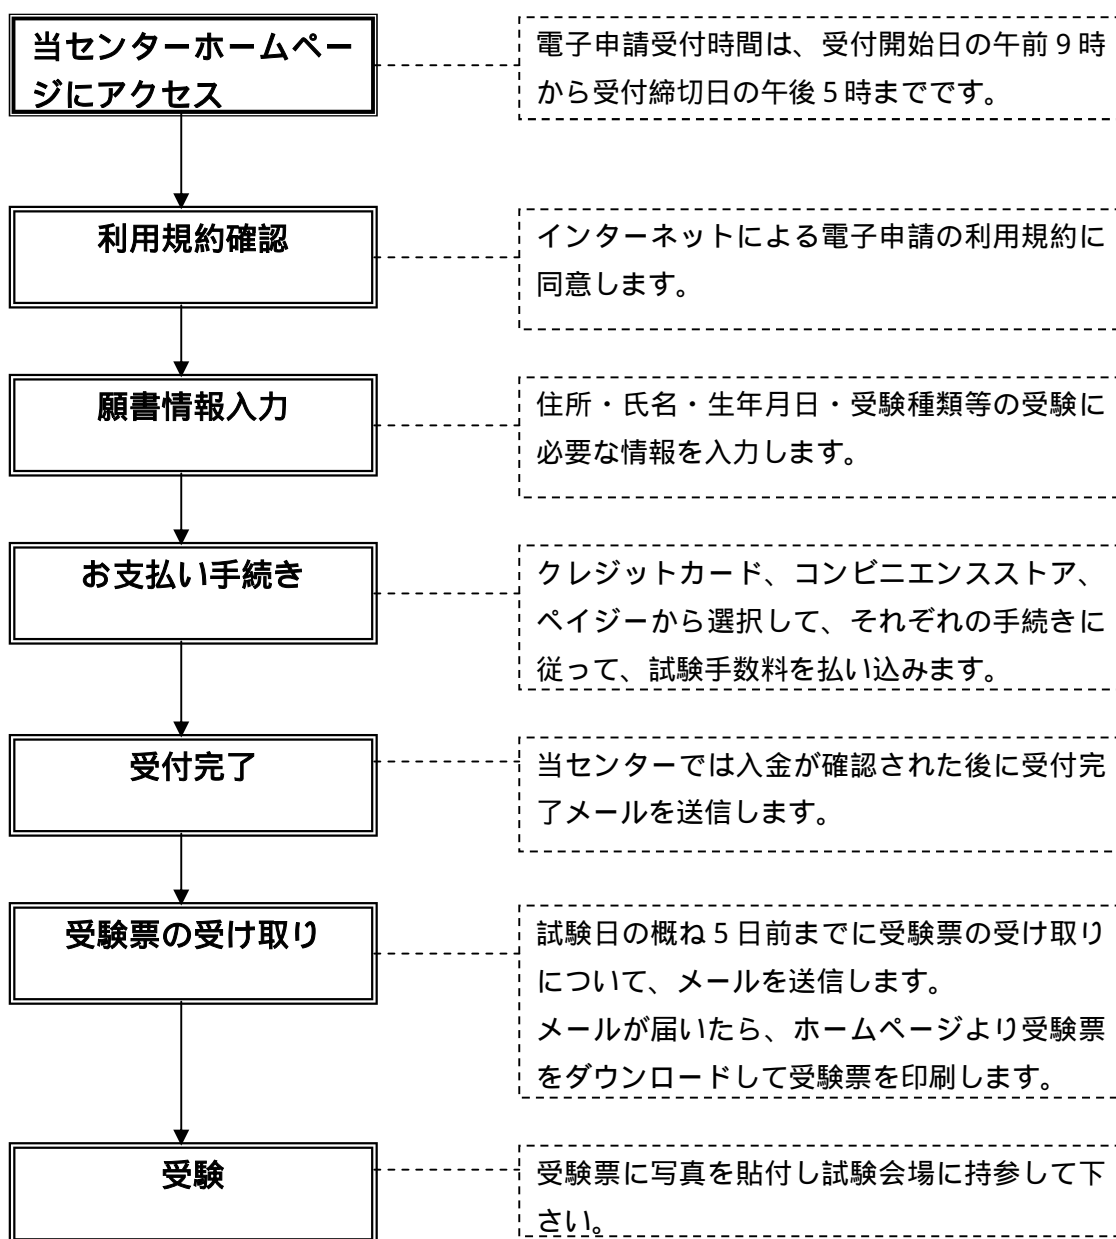 当センターホームペー
ジにアクセス
電子申請受付時間は、受付開始日の午前９時
から受付締切日の午後５時までです。
利用規約確認
インターネットによる電子申請の利用規約に
同意します。
願書情報入力
住所・氏名・生年月日・受験種類等の受験に
必要な情報を入力します。
お支払い手続き
クレジットカード、コンビニエンスストア、
ペイジーから選択して、それぞれの手続きに
従って、試験手数料を払い込みます。
受付完了
当センターでは入金が確認された後に受付完
了メールを送信します。
受験票の受け取り
試験日の概ね５日前までに受験票の受け取り
について、メールを送信します。
メールが届いたら、ホームページより受験票
をダウンロードして受験票を印刷します。
受験
受験票に写真を貼付し試験会場に持参して下
さい。